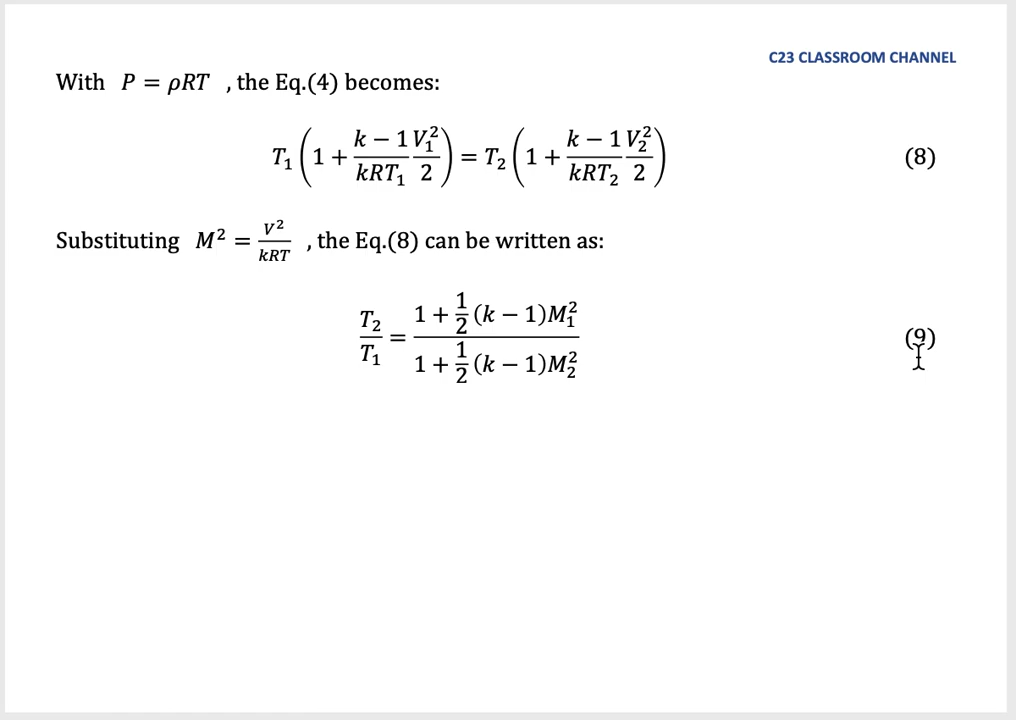 C23 CLASSROOM CHANNEL
With P = ρRT , the Eq.(4) becomes:
T₁ (1 + (k − 1)/(kRT₁) V₁²/2) = T₂ (1 + (k − 1)/(kRT₂) V₂²/2) (8)
Substituting M² = V²/kRT , the Eq.(8) can be written as:
T₂/T₁ = (1 + 1/2 (k − 1)M₁²)/(1 + 1/2 (k − 1)M₂²) (9)